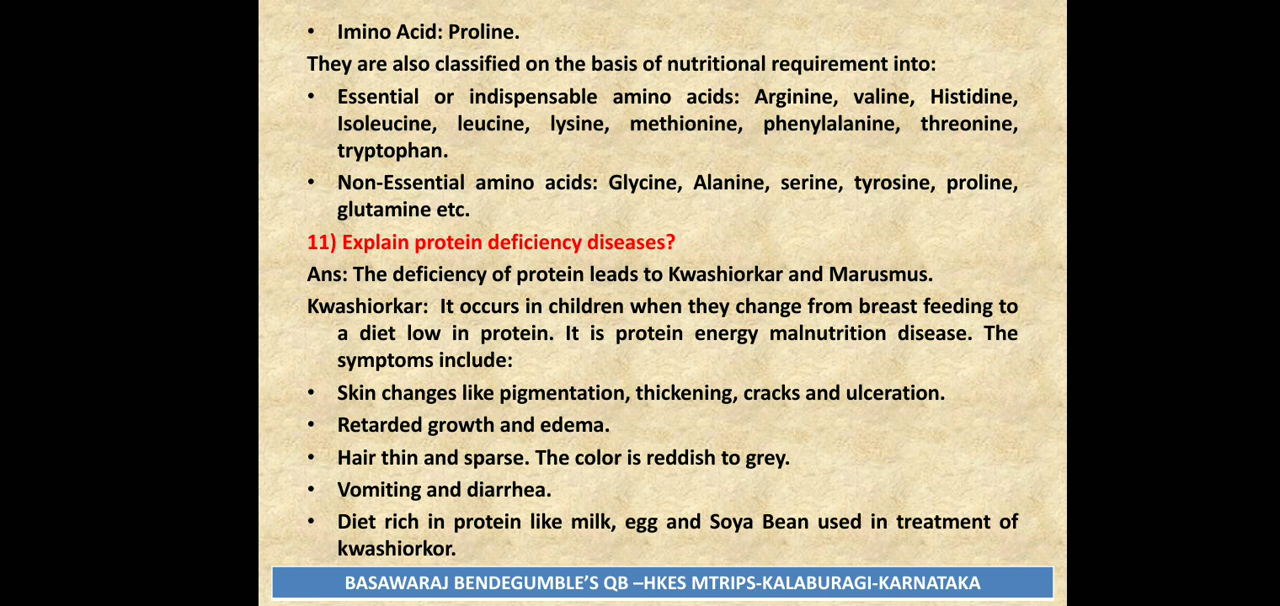 • Imino Acid: Proline.
They are also classified on the basis of nutritional requirement into:
• Essential or indispensable amino acids: Arginine, valine, Histidine,
Isoleucine, leucine, lysine, methionine, phenylalanine, threonine,
tryptophan.
• Non-Essential amino acids: Glycine, Alanine, serine, tyrosine, proline,
glutamine etc.
11) Explain protein deficiency diseases?
Ans: The deficiency of protein leads to Kwashiorkar and Marusmus.
Kwashiorkar: It occurs in children when they change from breast feeding to
a diet low in protein. It is protein energy malnutrition disease. The
symptoms include:
• Skin changes like pigmentation, thickening, cracks and ulceration.
• Retarded growth and edema.
• Hair thin and sparse. The color is reddish to grey.
• Vomiting and diarrhea.
• Diet rich in protein like milk, egg and Soya Bean used in treatment of
kwashiorkor.
BASAWARAJ BENDEGUMBLE’S QB –HKES MTRIPS-KALABURAGI-KARNATAKA